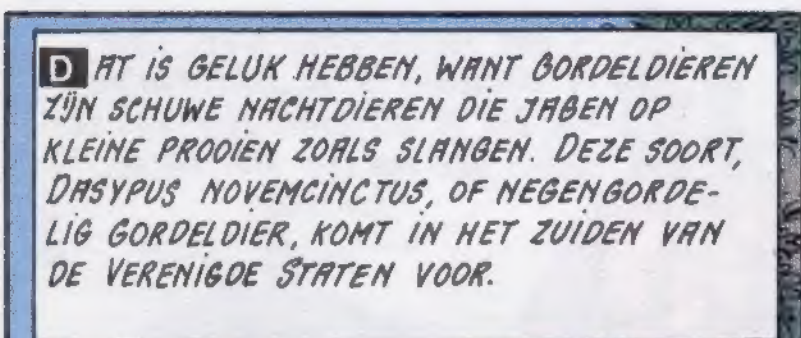 DAT IS GELUK HEBBEN, WANT GORDELDIEREN
ZIJN SCHUWE NACHTDIEREN DIE JAGEN OP
KLEINE PROOIEN ZOALS SLANGEN. DEZE SOORT,
DASYPUS NOVEMCINCTUS, OF NEGENGORDE-
LIG GORDELDIER, KOMT IN HET ZUIDEN VAN
DE VERENIGDE STATEN VOOR.